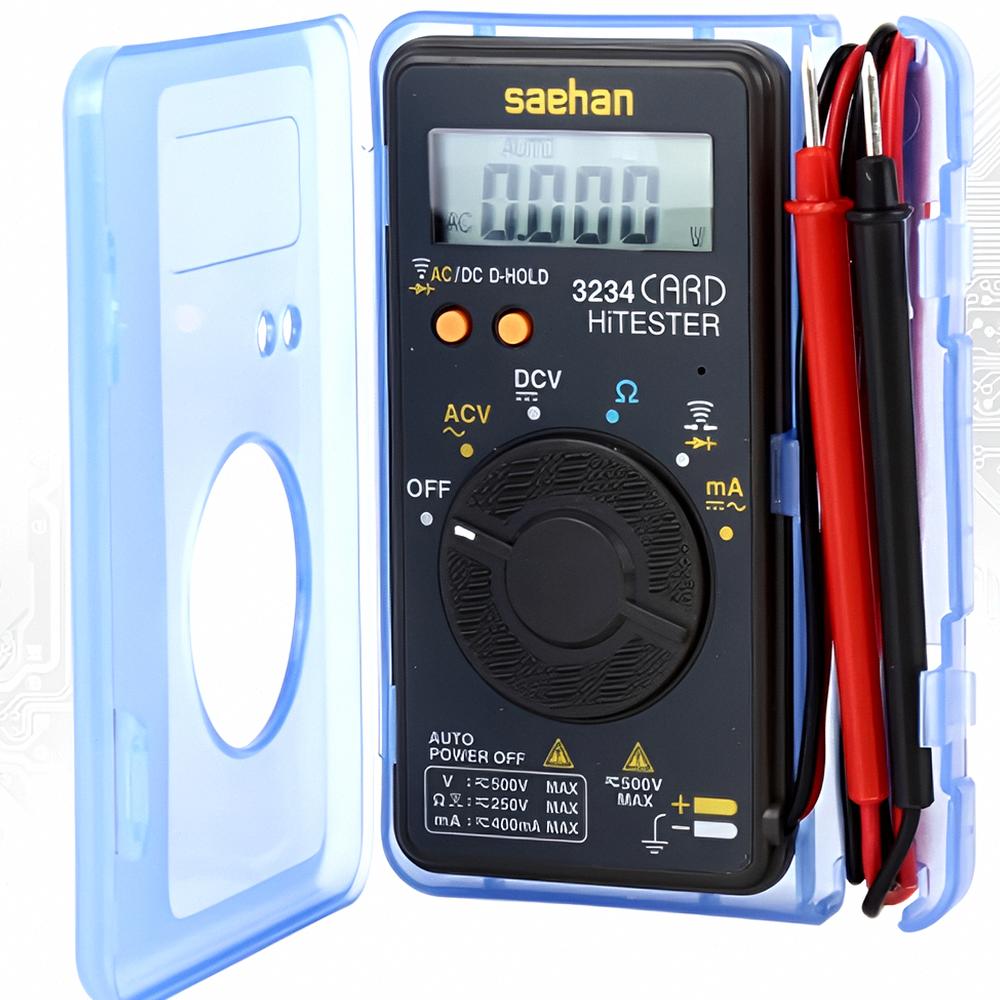 saehan
AUTO
AC 0.000 V
AC/DC D-HOLD
3234 CARD
HiTESTER
DCV
Ω
ACV
OFF
mA
AUTO
POWER OFF
V : 500V MAX
Ω : 250V MAX
mA : 400mA MAX
500V
MAX
+
−